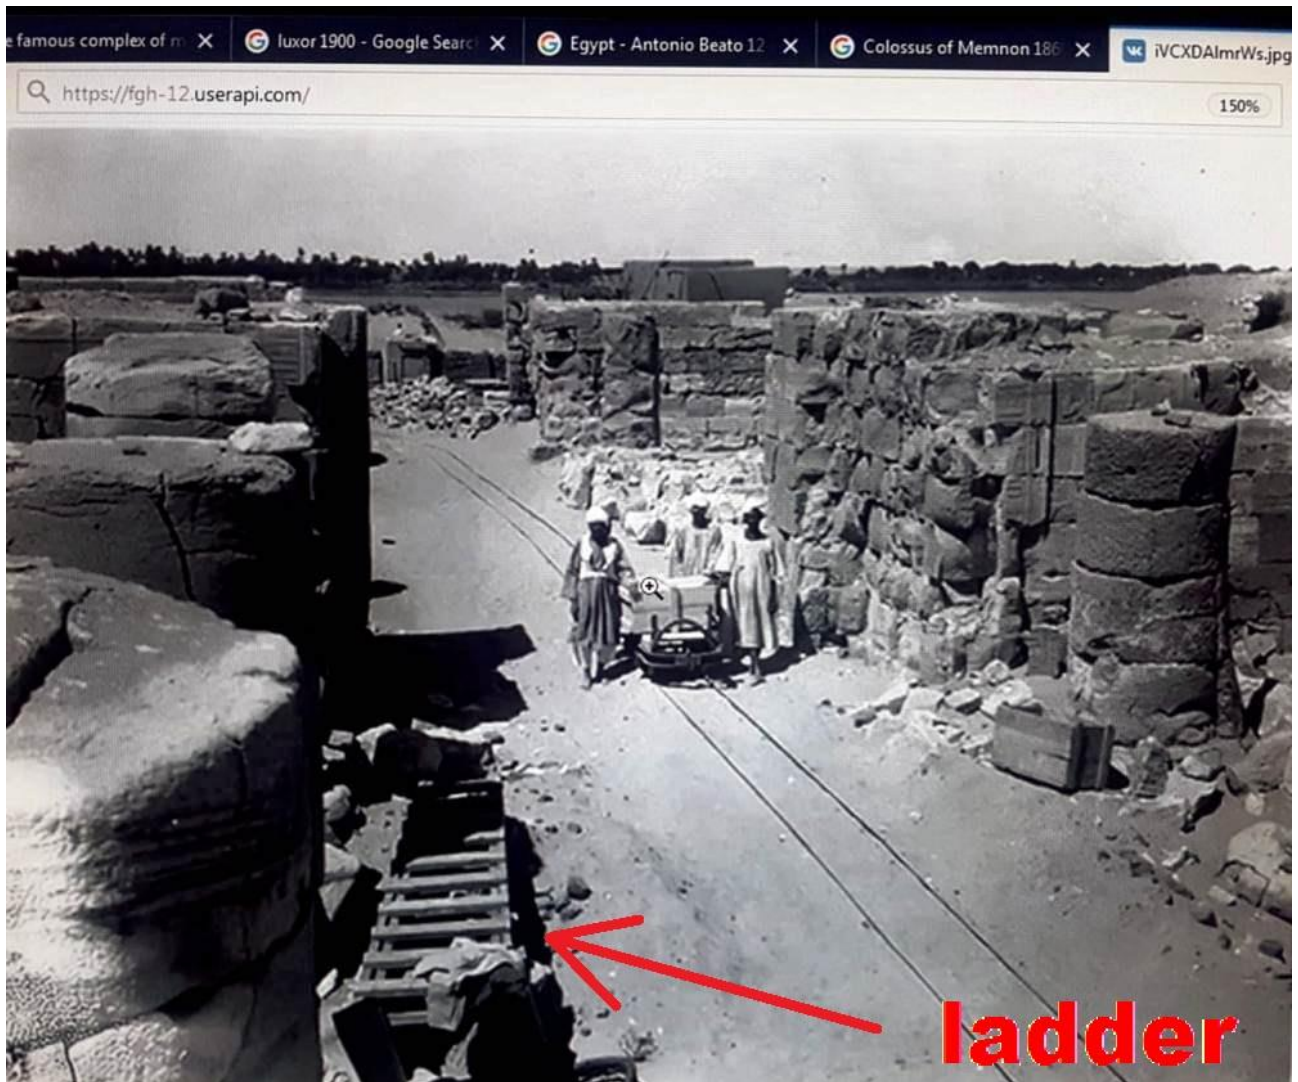 e famous complex of m
luxor 1900 - Google Searc
Egypt - Antonio Beato 12
Colossus of Memnon 186
iVCXDAlmrWs.jpg
https://fgh-12.userapi.com/
150%
ladder